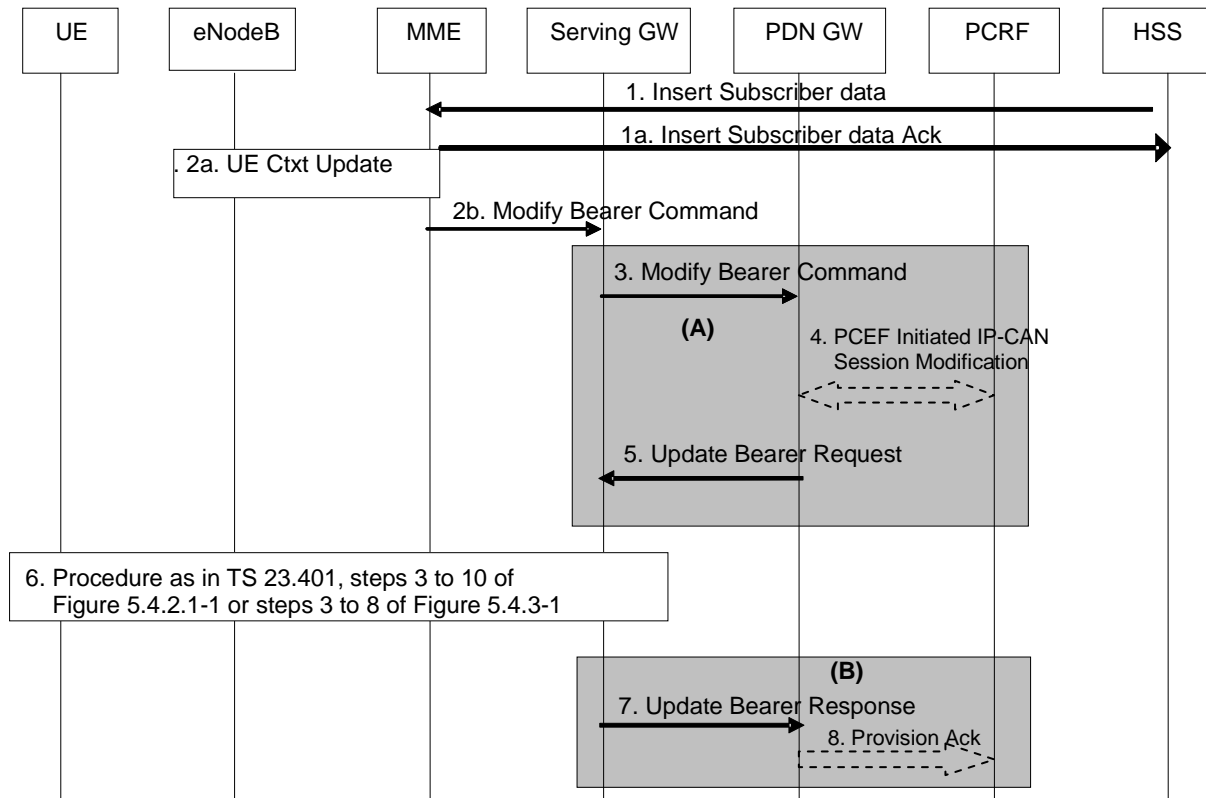 UE
eNodeB
MME
Serving GW
PDN GW
PCRF
HSS
1. Insert Subscriber data
1a. Insert Subscriber data Ack
. 2a. UE Ctxt Update
2b. Modify Bearer Command
3. Modify Bearer Command
(A)
4. PCEF Initiated IP-CAN
Session Modification
5. Update Bearer Request
6. Procedure as in TS 23.401, steps 3 to 10 of
Figure 5.4.2.1-1 or steps 3 to 8 of Figure 5.4.3-1
(B)
7. Update Bearer Response
8. Provision Ack